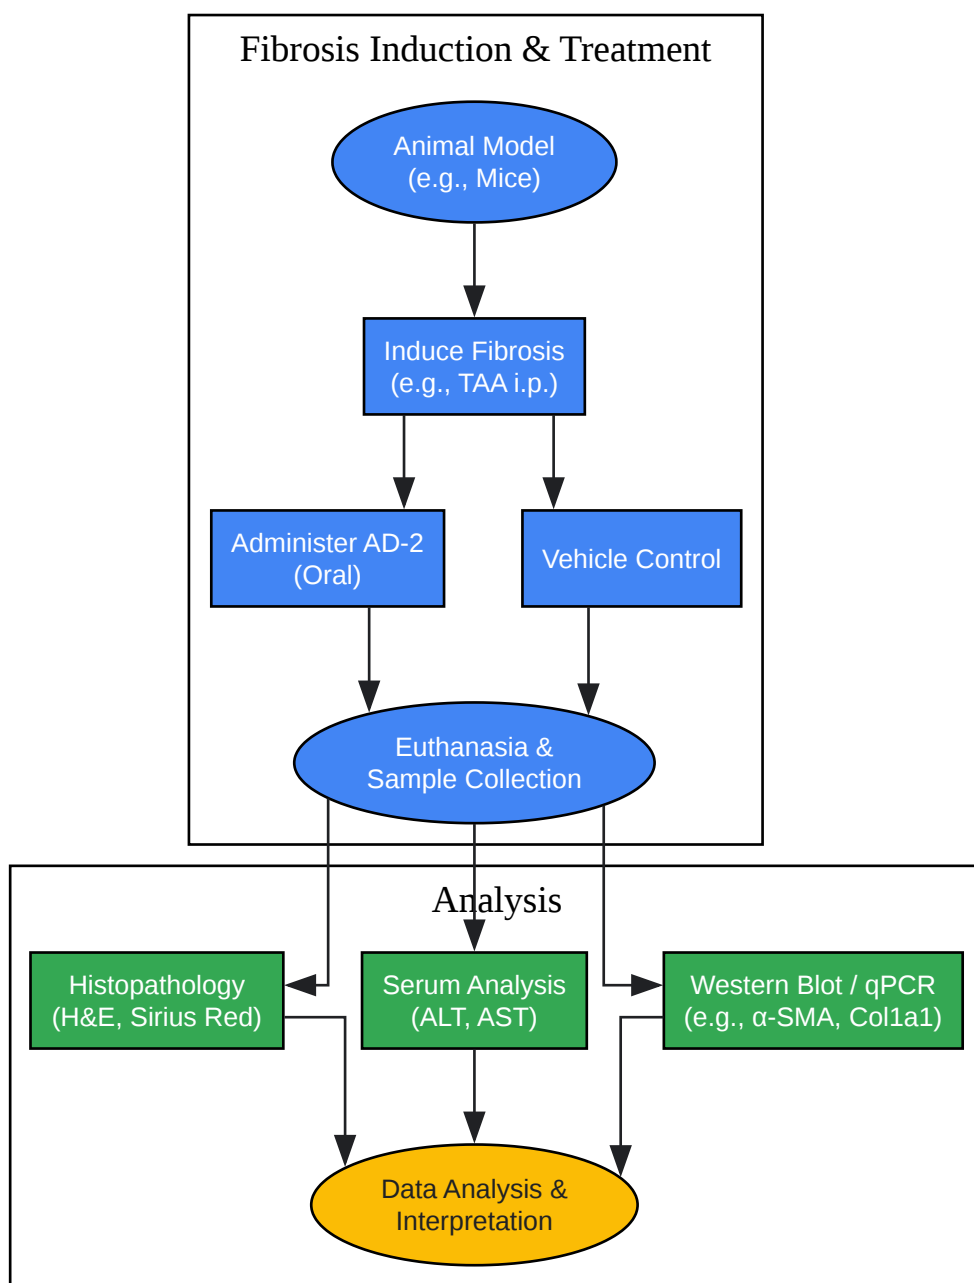 Fibrosis Induction & Treatment
Animal Model
(e.g., Mice)
Induce Fibrosis
(e.g., TAA i.p.)
Administer AD-2
(Oral)
Vehicle Control
Euthanasia &
Sample Collection
Analysis
Histopathology
(H&E, Sirius Red)
Serum Analysis
(ALT, AST)
Western Blot / qPCR
(e.g., α-SMA, Col1a1)
Data Analysis &
Interpretation